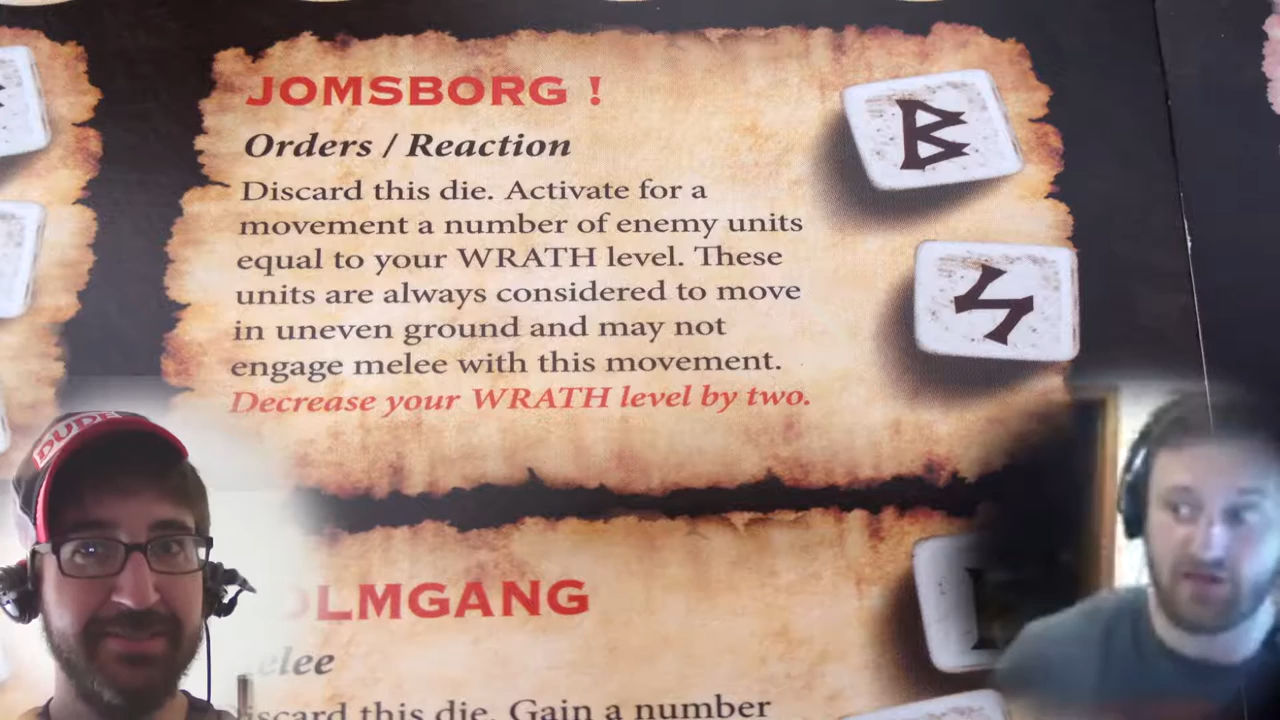 JOMSBORG !
Orders / Reaction
Discard this die. Activate for a
movement a number of enemy units
equal to your WRATH level. These
units are always considered to move
in uneven ground and may not
engage melee with this movement.
Decrease your WRATH level by two.
DUDE
OLMGANG
elee
iscard this die. Gain a number